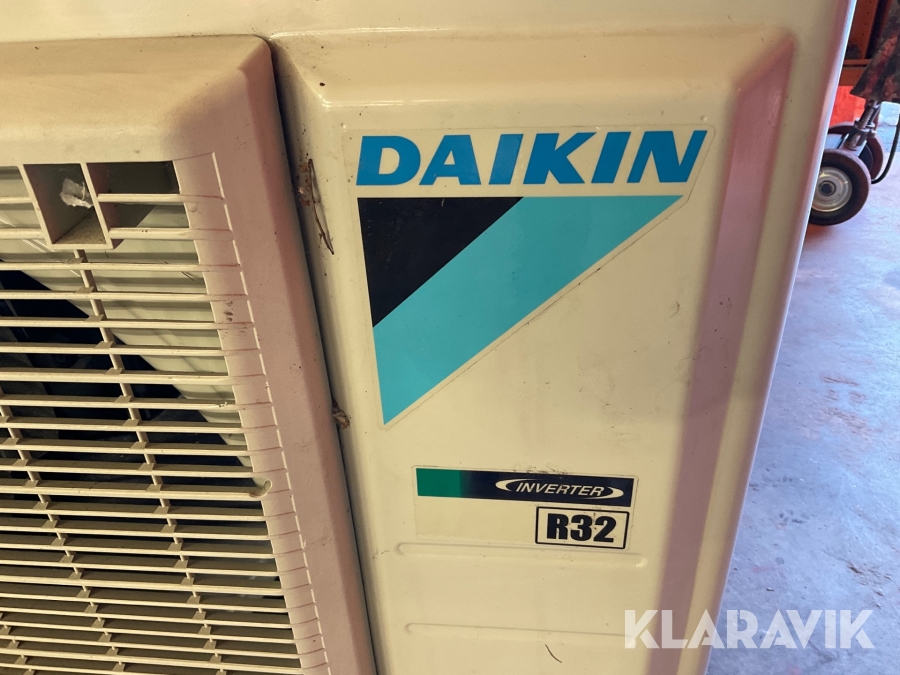 DAIKIN
INVERTER
R32
KLARAVIK